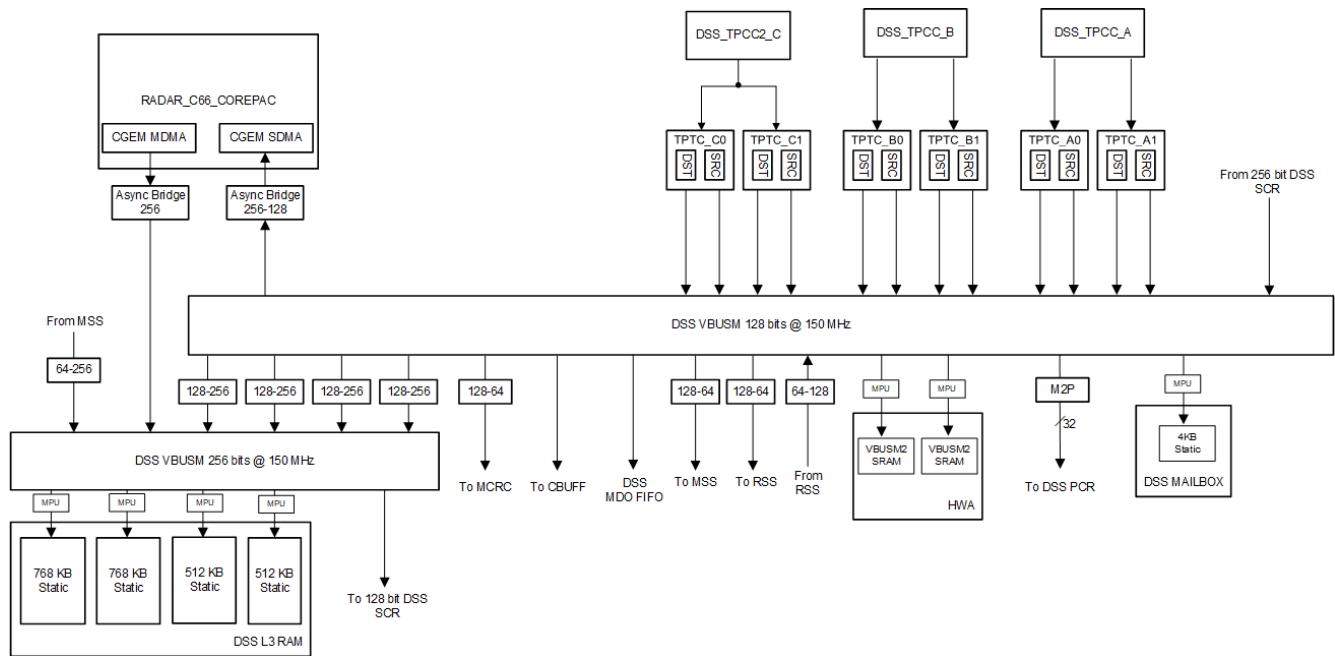 DSS_TPCC2_C
DSS_TPCC_B
DSS_TPCC_A
RADAR_C66_COREPAC
CGEM MDMA
CGEM SDMA
TPTC_C0
DST
SRC
TPTC_C1
DST
SRC
TPTC_B0
DST
SRC
TPTC_B1
DST
SRC
TPTC_A0
DST
SRC
TPTC_A1
DST
SRC
Async Bridge
256
Async Bridge
256-128
From 256 bit DSS
SCR
DSS VBUSM 128 bits @ 150 MHz
From MSS
64-256
128-256
128-256
128-256
128-256
128-64
128-64
128-64
64-128
MPU
MPU
M2P
MPU
32
VBUSM2
SRAM
VBUSM2
SRAM
HWA
4KB
Static
DSS MAILBOX
DSS VBUSM 256 bits @ 150 MHz
To MCRC
To CBUFF
DSS
MDO FIFO
To MSS
To RSS
From
RSS
To DSS PCR
MPU
MPU
MPU
MPU
768 KB
Static
768 KB
Static
512 KB
Static
512 KB
Static
To 128 bit DSS
SCR
DSS L3 RAM